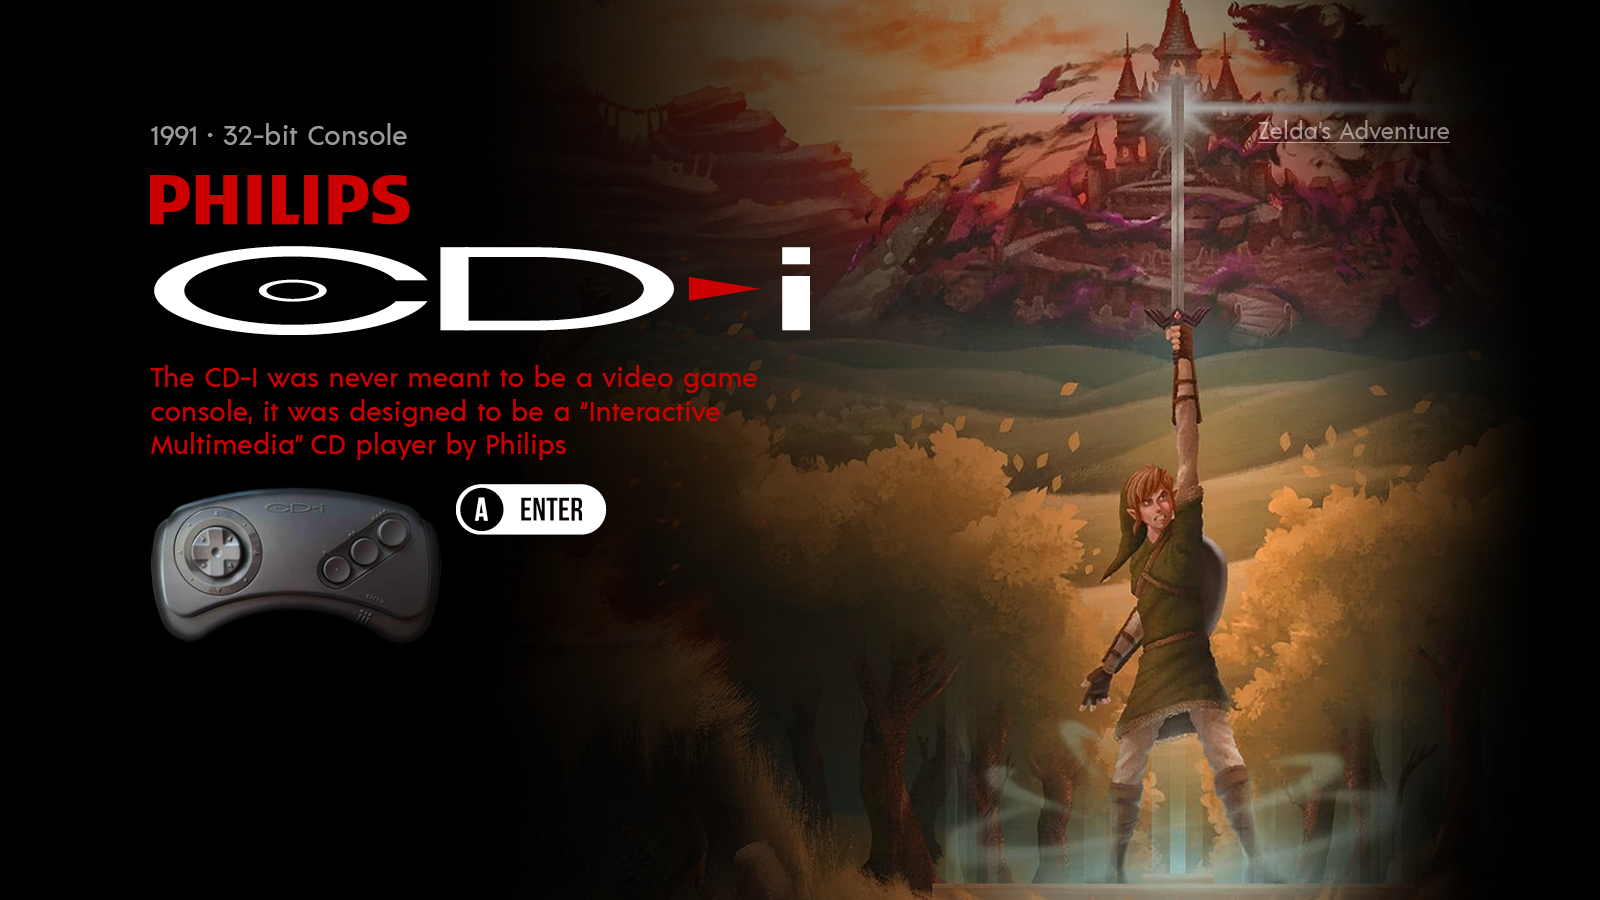 1991 · 32-bit Console
Zelda's Adventure
PHILIPS
CD-i
The CD-I was never meant to be a video game
console, it was designed to be a “Interactive
Multimedia” CD player by Philips
A ENTER
CD-i